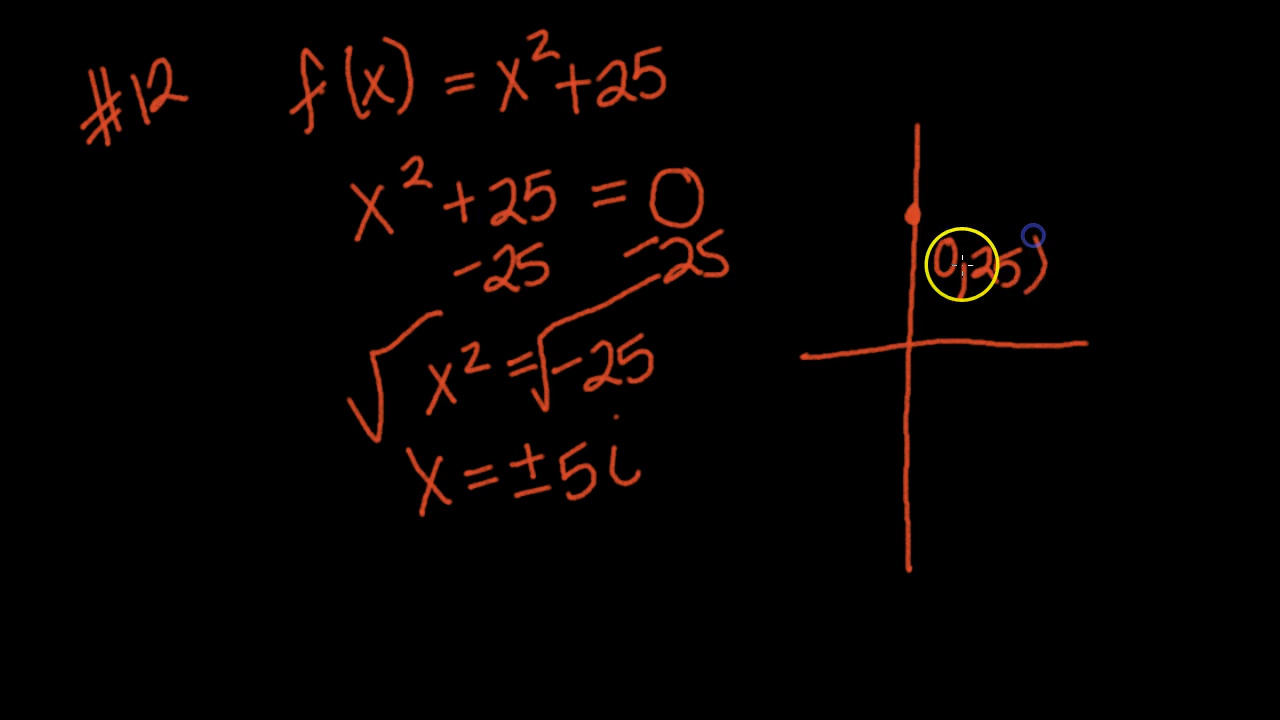 #12 f(x) = x²+25
x²+25 = 0
-25 -25
√x² = √-25
x = ±5i
0,25)